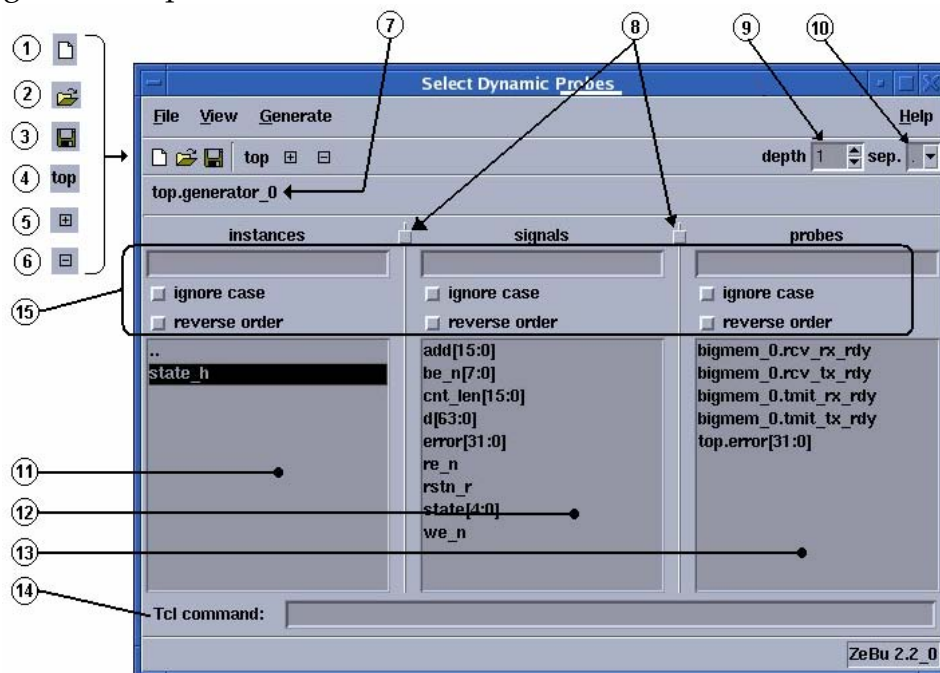 7
8
9
10
1
2
3
4 top
5
6
Select Dynamic Probes
File View Generate Help
top depth 1 sep. .
top.generator_0
instances signals probes
15
ignore case ignore case ignore case
reverse order reverse order reverse order
.. add[15:0] bigmem_0.rcv_rx_rdy
state_h be_n[7:0] bigmem_0.rcv_tx_rdy
cnt_len[15:0] bigmem_0.tmit_rx_rdy
d[63:0] bigmem_0.tmit_tx_rdy
error[31:0] top.error[31:0]
11 re_n
rstn_r
12 state[4:0]
13 we_n
14 Tcl command:
ZeBu 2.2_0